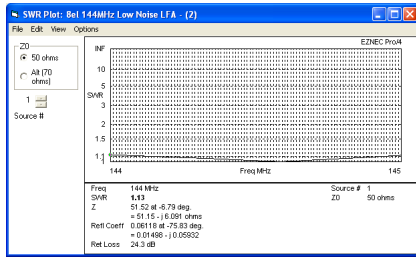 SWR Plot: Bel 144MHz Low Noise LFA - (2)
File Edit View Options
Z0
50 ohms
Alt (70 ohms)
1
Source #
EZNEC Pro/4
INF
10
5
SWR
3
2
1.5
1.1
1
144 Freq MHz 145
Freq 144 MHz Source # 1
SWR 1.13 Z0 50 ohms
Z 51.52 at -6.79 deg.
= 51.15 - j 6.091 ohms
Refl Coeff 0.06118 at -75.83 deg.
= 0.01498 - j 0.05932
Ret Loss 24.3 dB